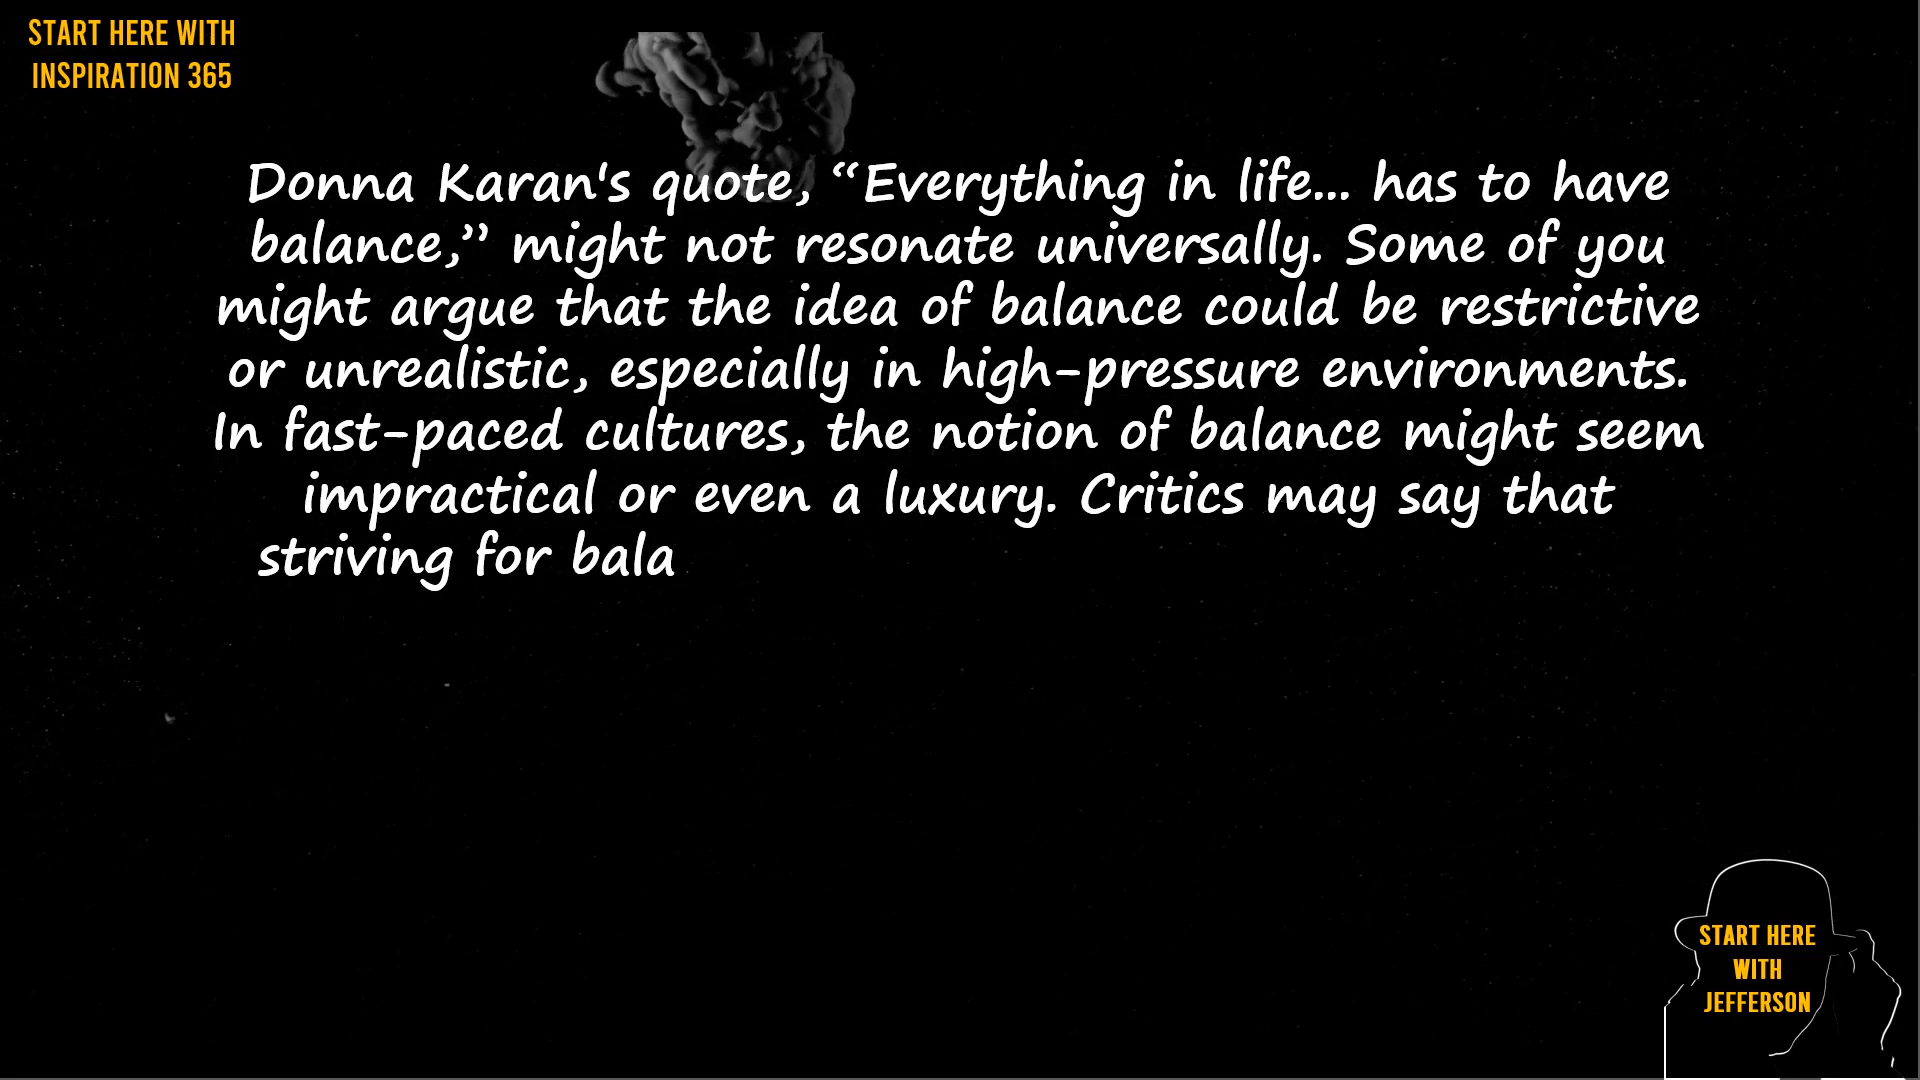 START HERE WITH
INSPIRATION 365
Donna Karan's quote, “Everything in life... has to have
balance,” might not resonate universally. Some of you
might argue that the idea of balance could be restrictive
or unrealistic, especially in high-pressure environments.
In fast-paced cultures, the notion of balance might seem
impractical or even a luxury. Critics may say that
striving for bala
START HERE
WITH
JEFFERSON